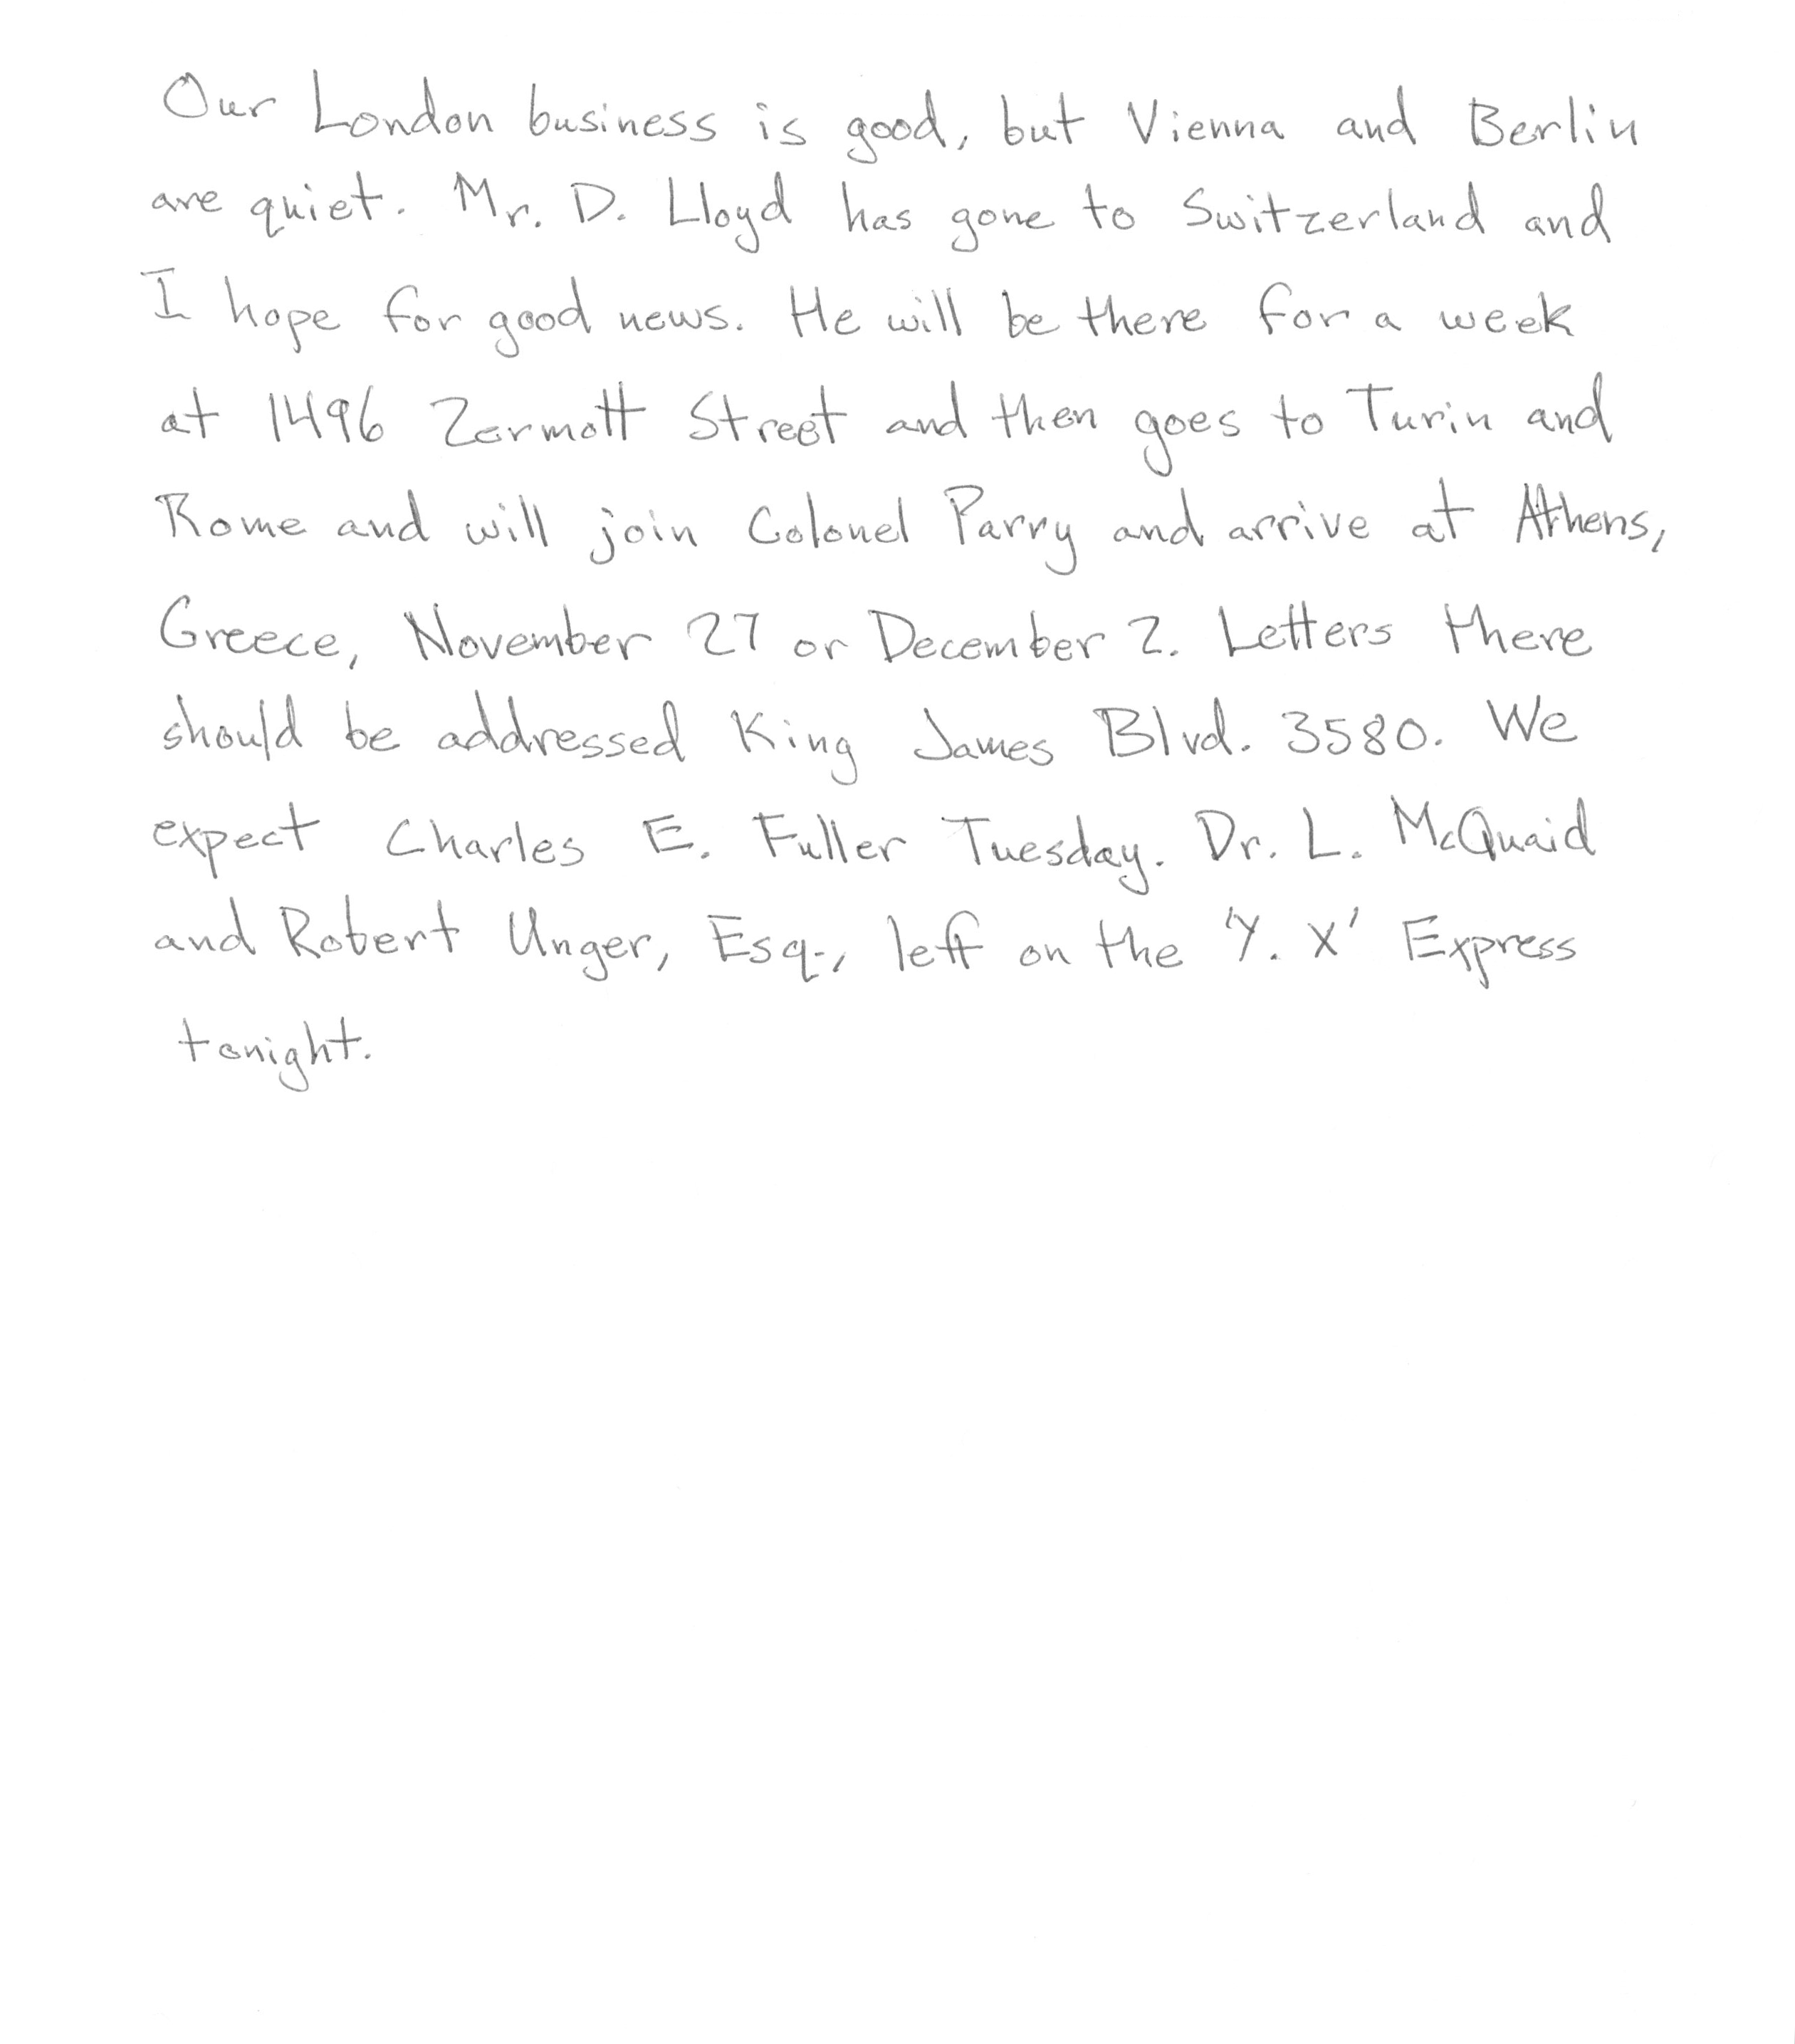 Our London business is good, but Vienna and Berlin
are quiet. Mr. D. Lloyd has gone to Switzerland and
I hope for good news. He will be there for a week
at 1496 Zermott Street and then goes to Turin and
Rome and will join Colonel Parry and arrive at Athens,
Greece, November 27 or December 2. Letters there
should be addressed King James Blvd. 3580. We
expect Charles E. Fuller Tuesday. Dr. L. McQuaid
and Robert Unger, Esq., left on the 'Y. X' Express
tonight.